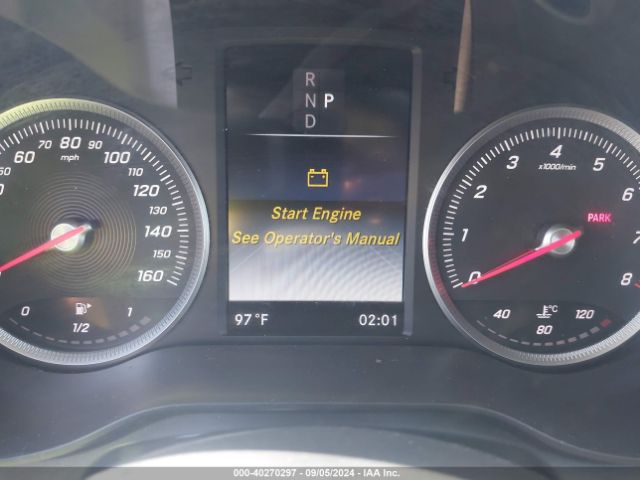 R
N P
D
Start Engine
See Operator's Manual
97 °F 02:01
60 70 80 90 100 110 120 130 140 150 160
mph
0 1/2 1
0 1 2 3 4 5 6 7 8
x1000/min
PARK
40 80 120
°C
000-40270297 - 09/05/2024 - IAA Inc.